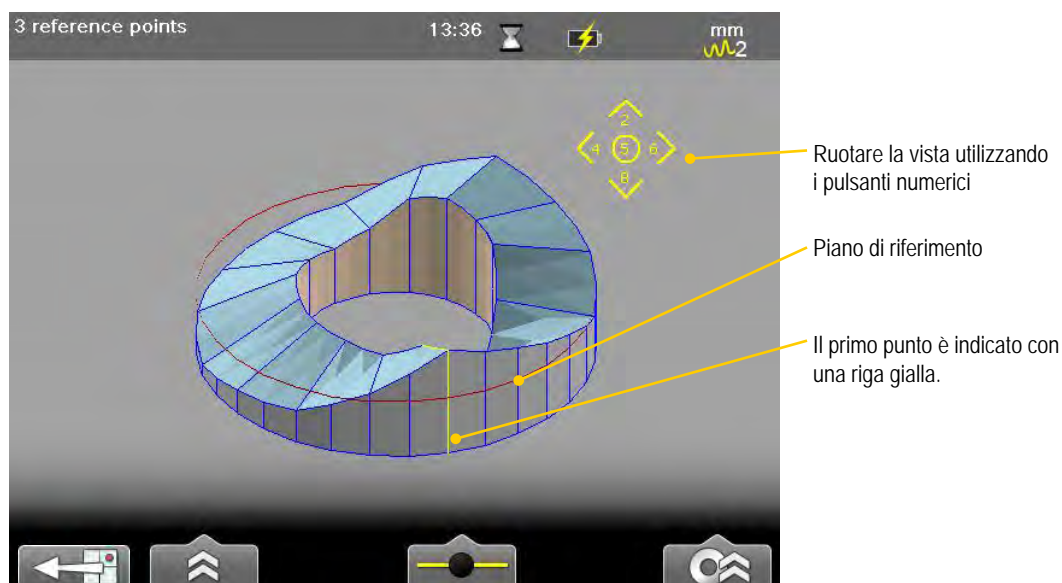 3 reference points
13:36
mm
2
2
4 5 6
8
Ruotare la vista utilizzando
i pulsanti numerici
Piano di riferimento
Il primo punto è indicato con
una riga gialla.